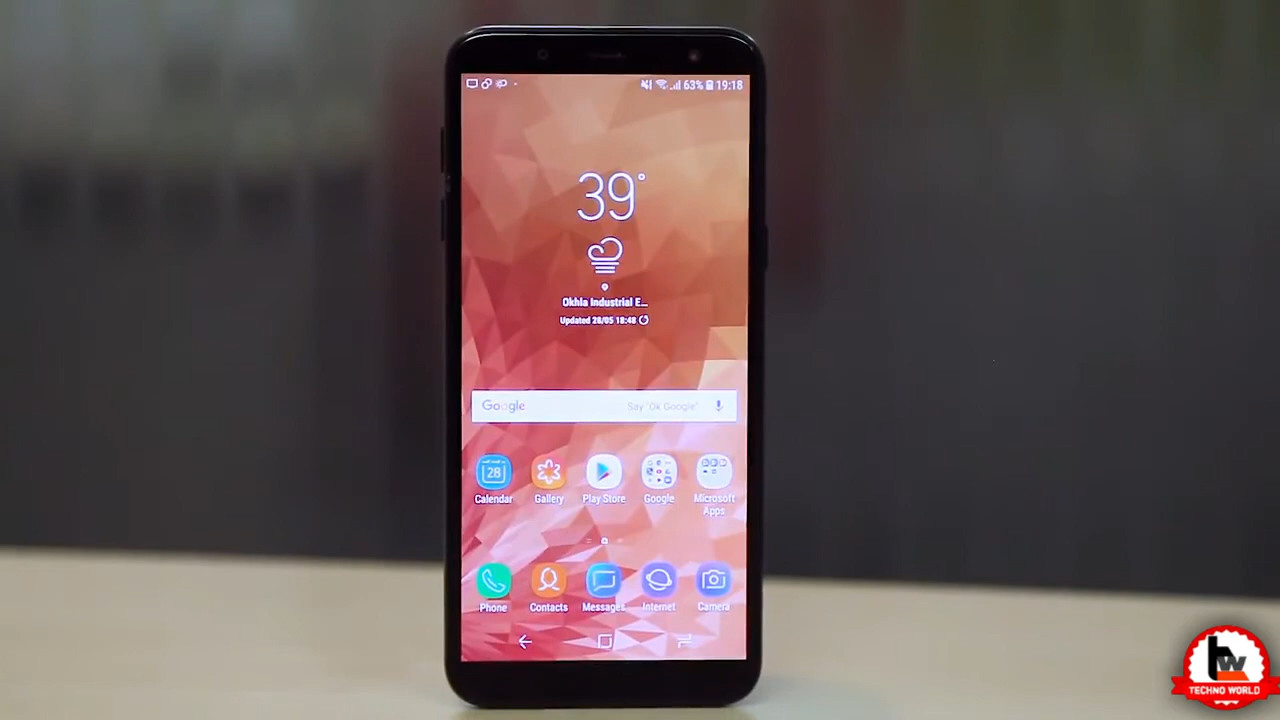 63% 19:18
39°
Okhla Industrial E...
Updated 28/05 18:48
Google Say "Ok Google"
28
Calendar Gallery Play Store Google Microsoft Apps
Phone Contacts Messages Internet Camera
TECHNO WORLD